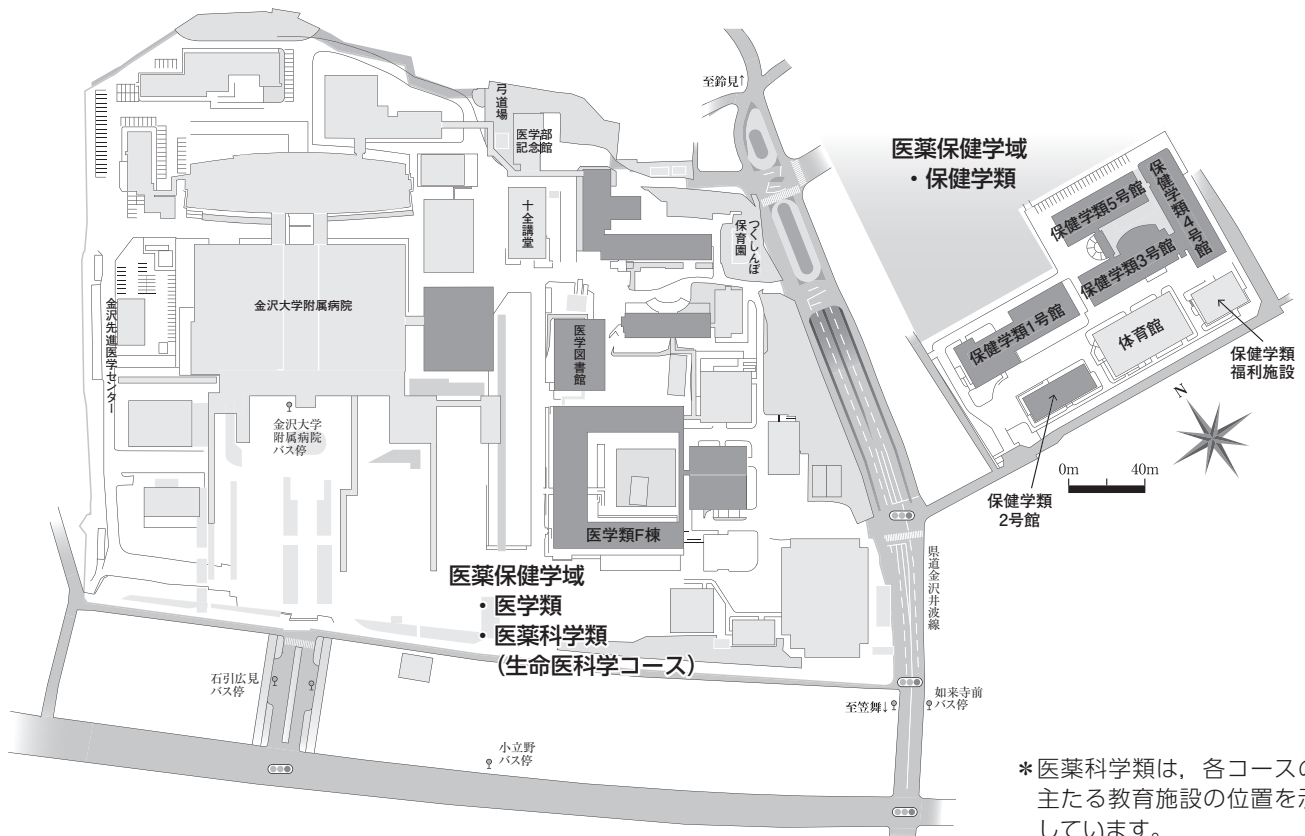 至鈴見↑
弓道場
医学部
記念館
医薬保健学域
・保健学類
保健学類5号館
保健学類4号館
保健学類3号館
保健学類1号館
体育館
保健学類
福利施設
保健学類
2号館
N
0m 40m
十全講堂
つくしんぼ
保育園
金沢大学附属病院
金沢先進医学センター
医学図書館
金沢大学
附属病院
バス停
医学類F棟
医薬保健学域
・医学類
・医薬科学類
(生命医科学コース)
県道金沢井波線
石引広見
バス停
至笠舞↓
如来寺前
バス停
小立野
バス停
*医薬科学類は，各コースの
主たる教育施設の位置を示
しています。